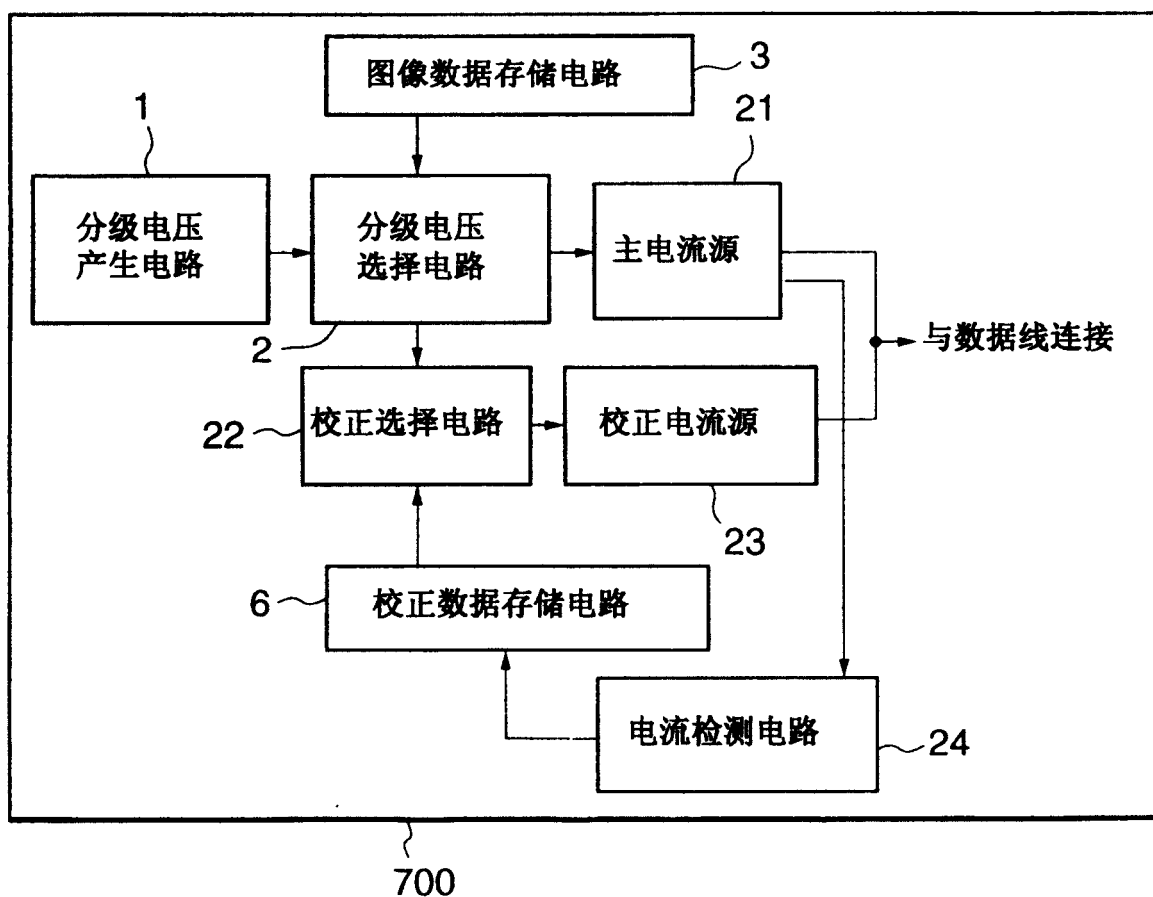 3
图像数据存储电路
1
21
分级电压
产生电路
分级电压
选择电路
主电流源
2
与数据线连接
22
校正选择电路
校正电流源
23
6
校正数据存储电路
电流检测电路
24
700